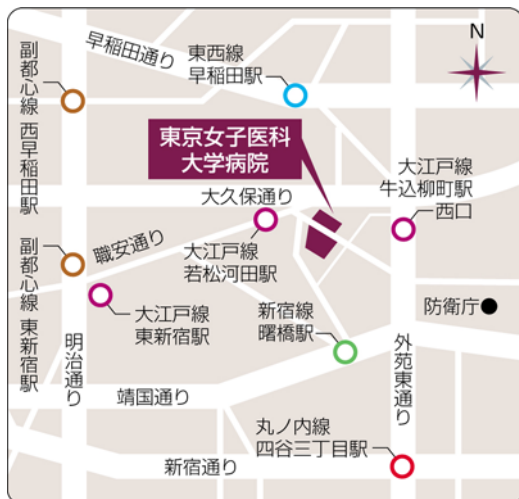 N
早稲田通り
東西線
早稲田駅
副都心線 西早稲田駅
東京女子医科
大学病院
大江戸線
牛込柳町駅
西口
大久保通り
職安通り
大江戸線
若松河田駅
副都心線 東新宿駅
大江戸線
東新宿駅
新宿線
曙橋駅
防衛庁
明治通り
外苑東通り
靖国通り
丸ノ内線
四谷三丁目駅
新宿通り